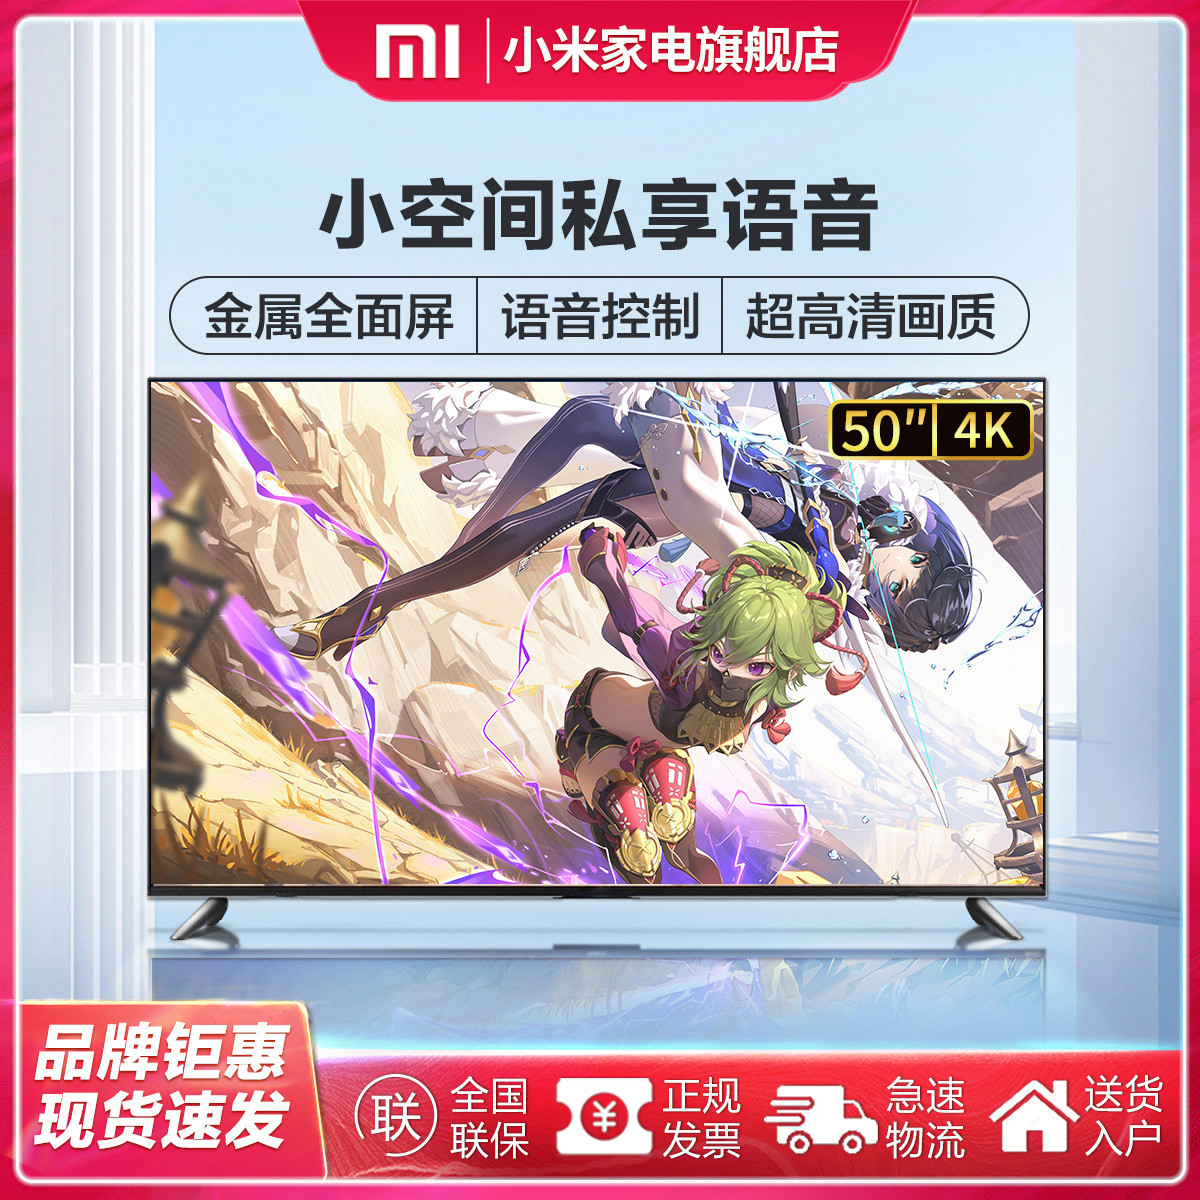 MI 小米家电旗舰店
小空间私享语音
金属全面屏 语音控制 超高清画质
50″ 4K
品牌钜惠
现货速发
联 全国联保
¥ 正规发票
急速物流
送货入户